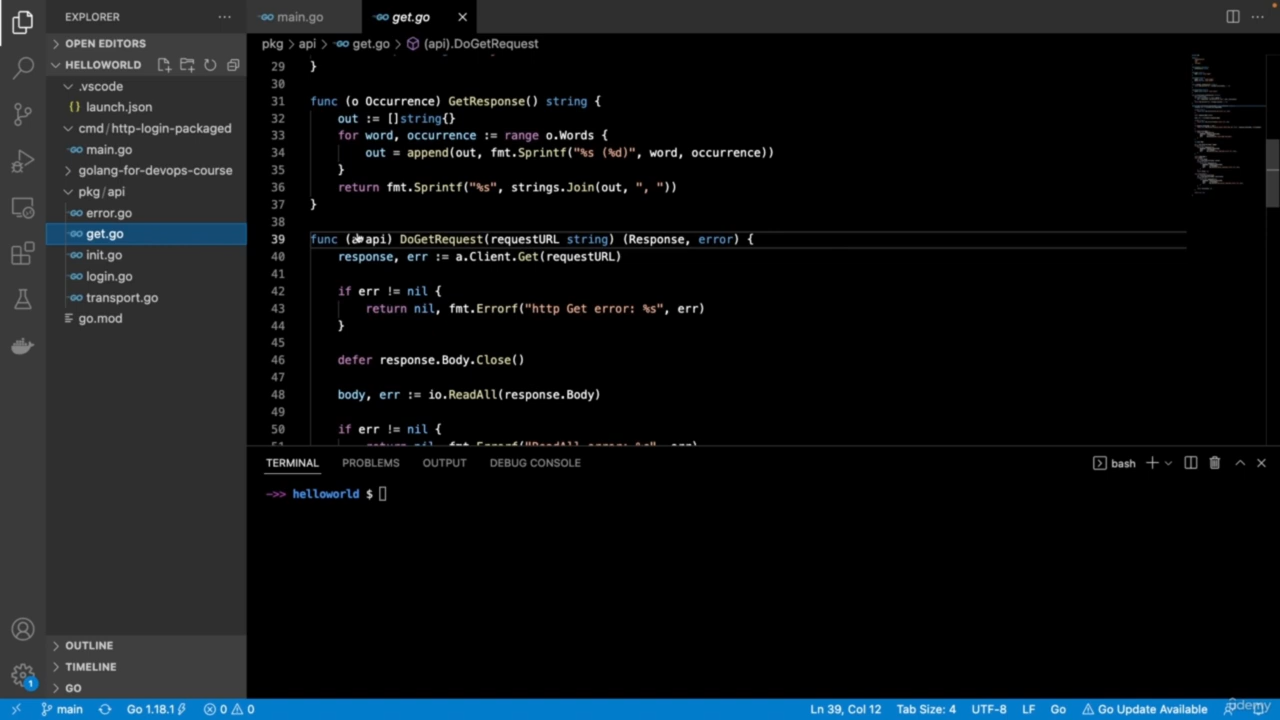 EXPLORER
main.go
get.go
OPEN EDITORS
pkg > api > get.go > (api).DoGetRequest
HELLOWORLD
.vscode
{} launch.json
cmd/http-login-packaged
main.go
golang-for-devops-course
pkg/api
error.go
get.go
init.go
login.go
transport.go
go.mod
OUTLINE
TIMELINE
GO
29 }
30
31 func (o Occurrence) GetResponse() string {
32 out := []string{}
33 for word, occurrence := range o.Words {
34 out = append(out, fmt.Sprintf("%s (%d)", word, occurrence))
35 }
36 return fmt.Sprintf("%s", strings.Join(out, ", "))
37 }
38
39 func (a api) DoGetRequest(requestURL string) (Response, error) {
40 response, err := a.Client.Get(requestURL)
41
42 if err != nil {
43 return nil, fmt.Errorf("http Get error: %s", err)
44 }
45
46 defer response.Body.Close()
47
48 body, err := io.ReadAll(response.Body)
49
50 if err != nil {
51 return nil, fmt.Errorf("ReadAll error: %s", err)
TERMINAL PROBLEMS OUTPUT DEBUG CONSOLE
bash
->> helloworld $
1
main Go 1.18.1 0 0 Ln 39, Col 12 Tab Size: 4 UTF-8 LF Go Go Update Available
udemy